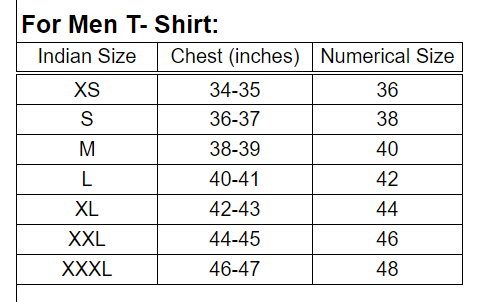 For Men T- Shirt:
Indian Size Chest (inches) Numerical Size
XS 34-35 36
S 36-37 38
M 38-39 40
L 40-41 42
XL 42-43 44
XXL 44-45 46
XXXL 46-47 48